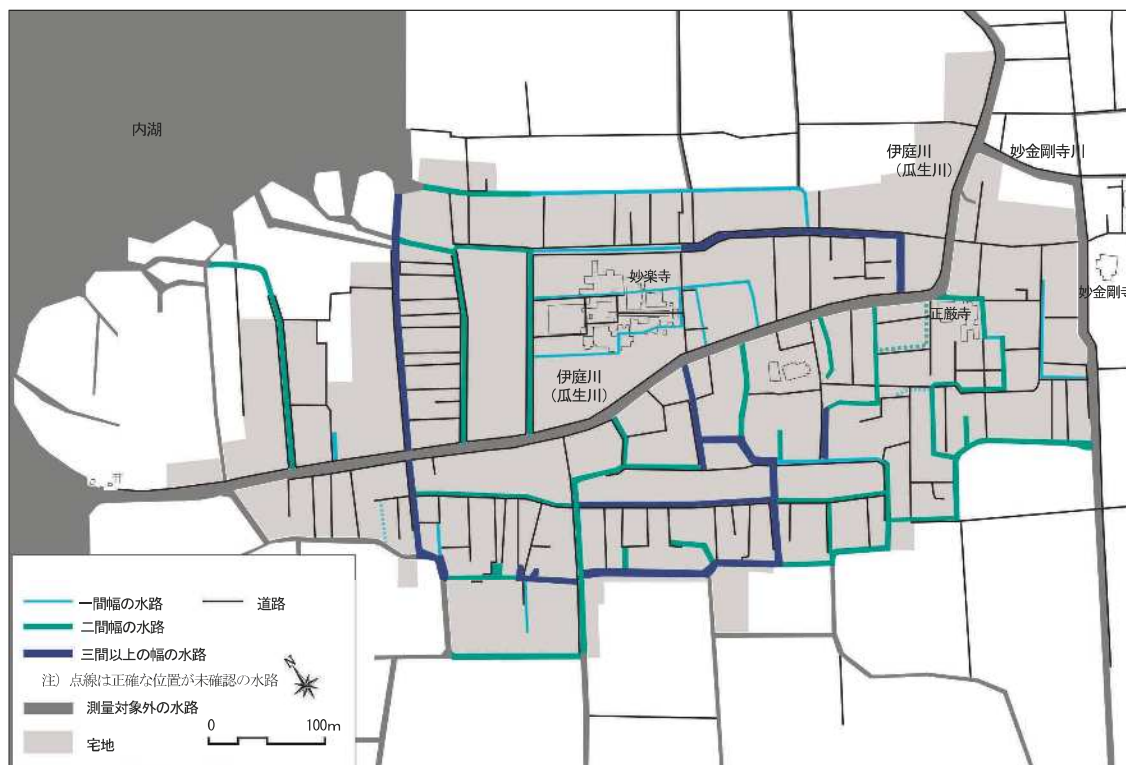 内湖
伊庭川
（瓜生川）
妙金剛寺川
妙楽寺
妙金剛寺
正厳寺
伊庭川
（瓜生川）
一間幅の水路
道路
二間幅の水路
三間以上の幅の水路
注）点線は正確な位置が未確認の水路
測量対象外の水路
宅地
N
0 100m